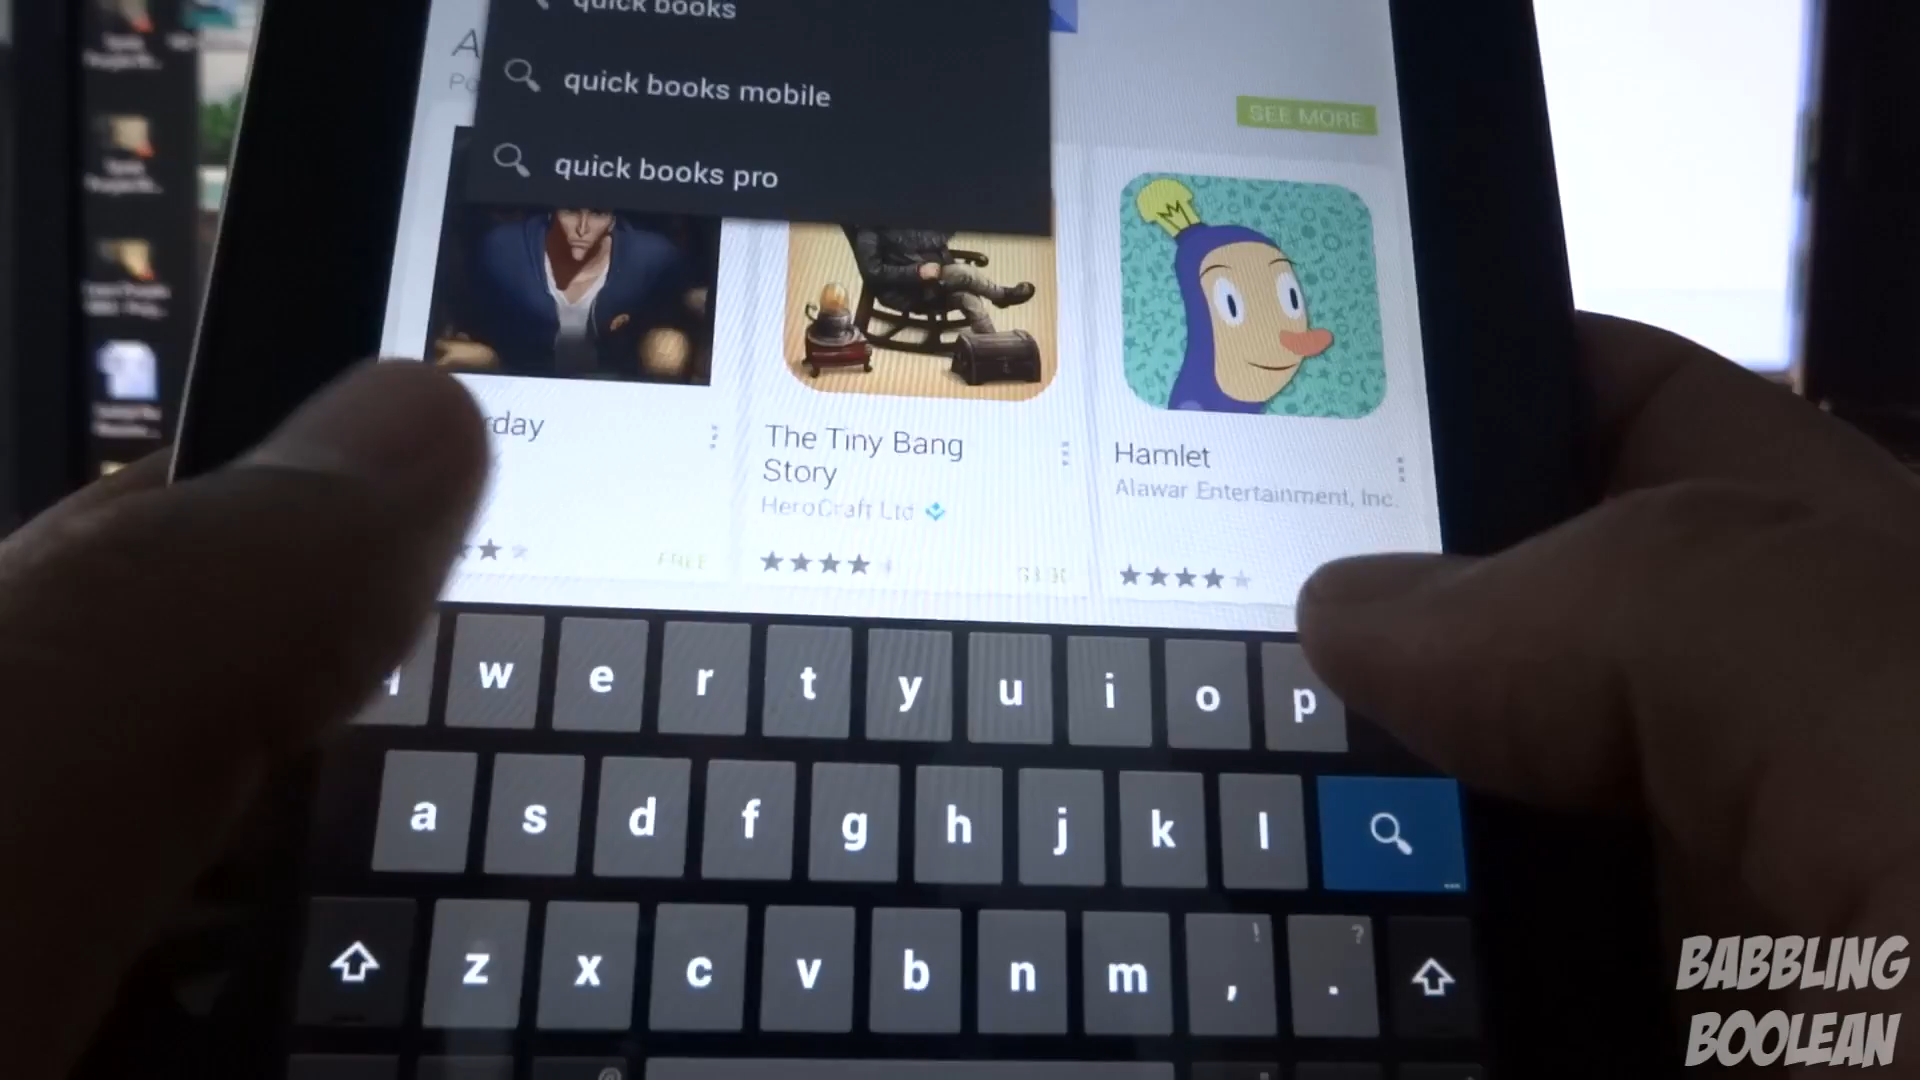 quick books
quick books mobile
quick books pro
SEE MORE
rday
The Tiny Bang
Story
HeroCraft Ltd
Hamlet
Alawar Entertainment, Inc.
FREE
w e r t y u i o p
a s d f g h j k l
! ?
z x c v b n m , .
@
BABBLING
BOOLEAN